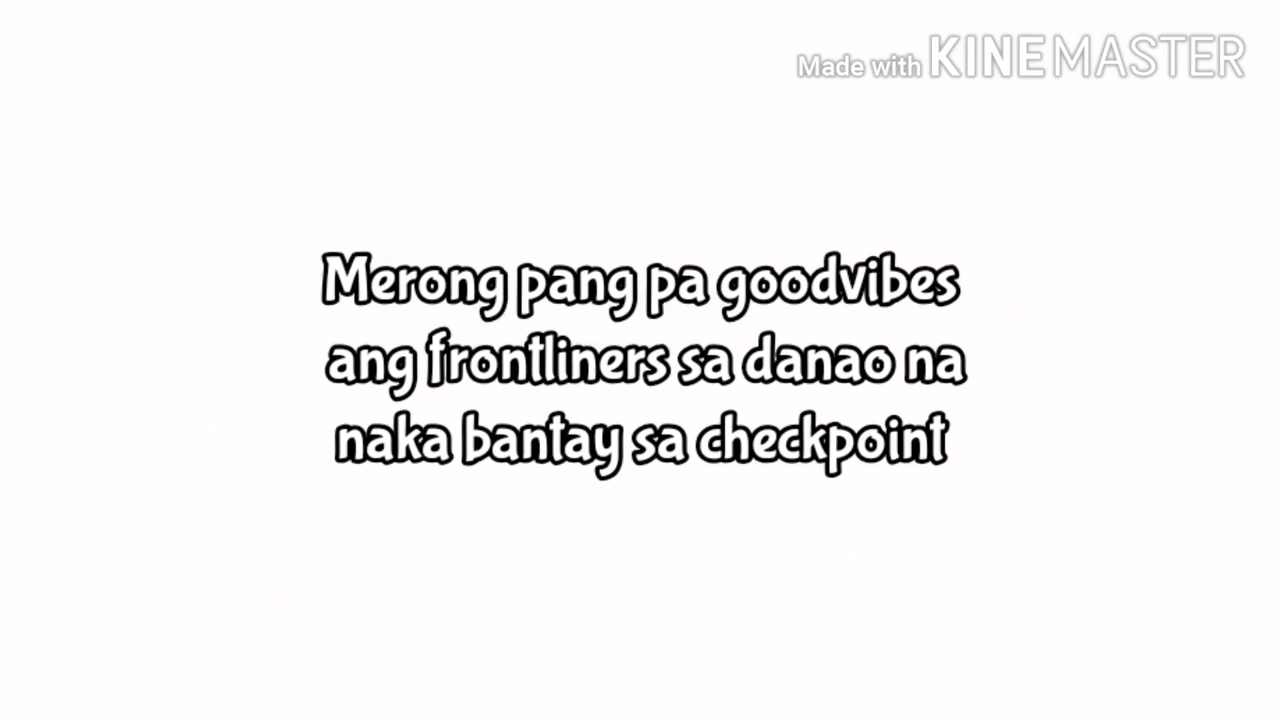 Made with KINEMASTER
Merong pang pa goodvibes
ang frontliners sa danao na
naka bantay sa checkpoint